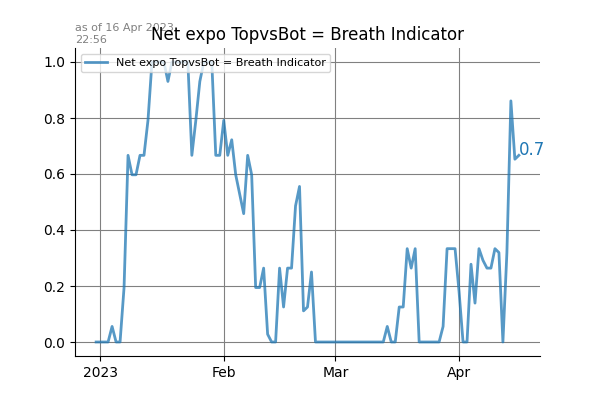 as of 16 Apr 2023
22:56
Net expo TopvsBot = Breath Indicator
Net expo TopvsBot = Breath Indicator
1.0
0.8
0.6
0.4
0.2
0.0
0.7
2023 Feb Mar Apr